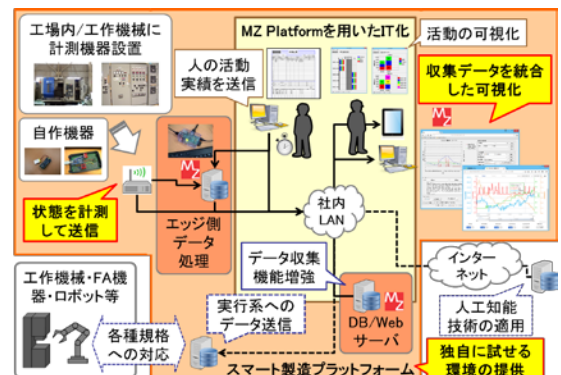 工場内/工作機械に
計測機器設置
MZ Platformを用いたIT化
活動の可視化
人の活動
実績を送信
収集データを統合
した可視化
自作機器
MZ
MZ
状態を計測
して送信
エッジ側
データ
処理
社内
LAN
データ収集
機能増強
インター
ネット
工作機械・FA機
器・ロボット等
実行系への
データ送信
MZ
DB/Web
サーバ
人工知能
技術の適用
各種規格
への対応
スマート製造プラットフォーム
独自に試せる
環境の提供